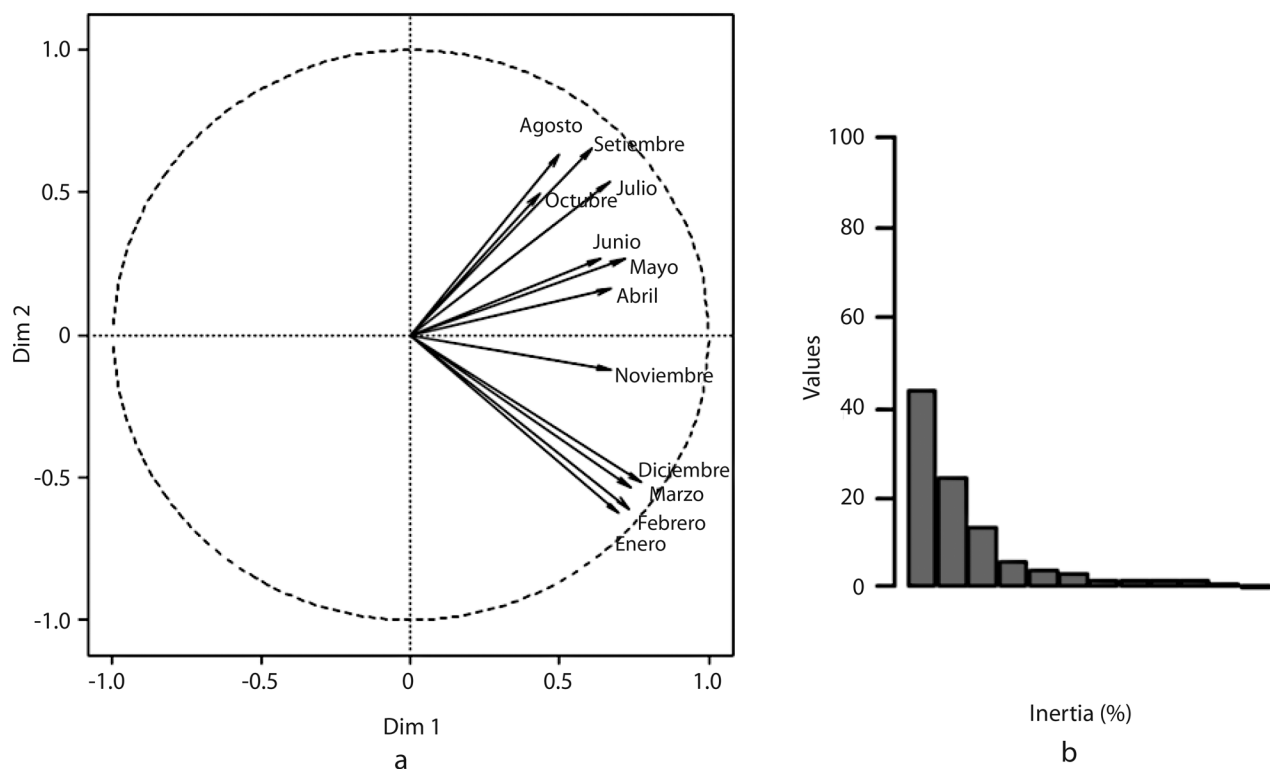 1.0
0.5
0
-0.5
-1.0
Dim 2
Agosto
Setiembre
Julio
Octubre
Junio
Mayo
Abril
Noviembre
Diciembre
Marzo
Febrero
Enero
-1.0 -0.5 0 0.5 1.0
Dim 1
a
100
80
60
40
20
0
Values
Inertia (%)
b